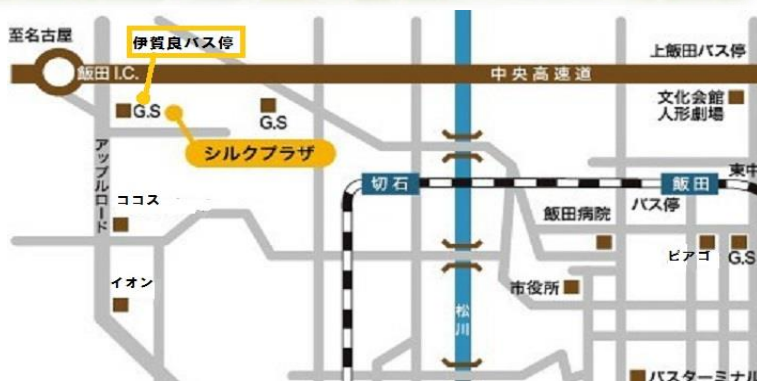 至名古屋
伊賀良バス停
上飯田バス停
飯田 I.C.
中央高速道
G.S
G.S
文化会館
人形劇場
シルクプラザ
アップルロード
切石
飯田
東中
ココス
飯田病院
バス停
ピアゴ
G.S
イオン
市役所
松川
バスターミナル